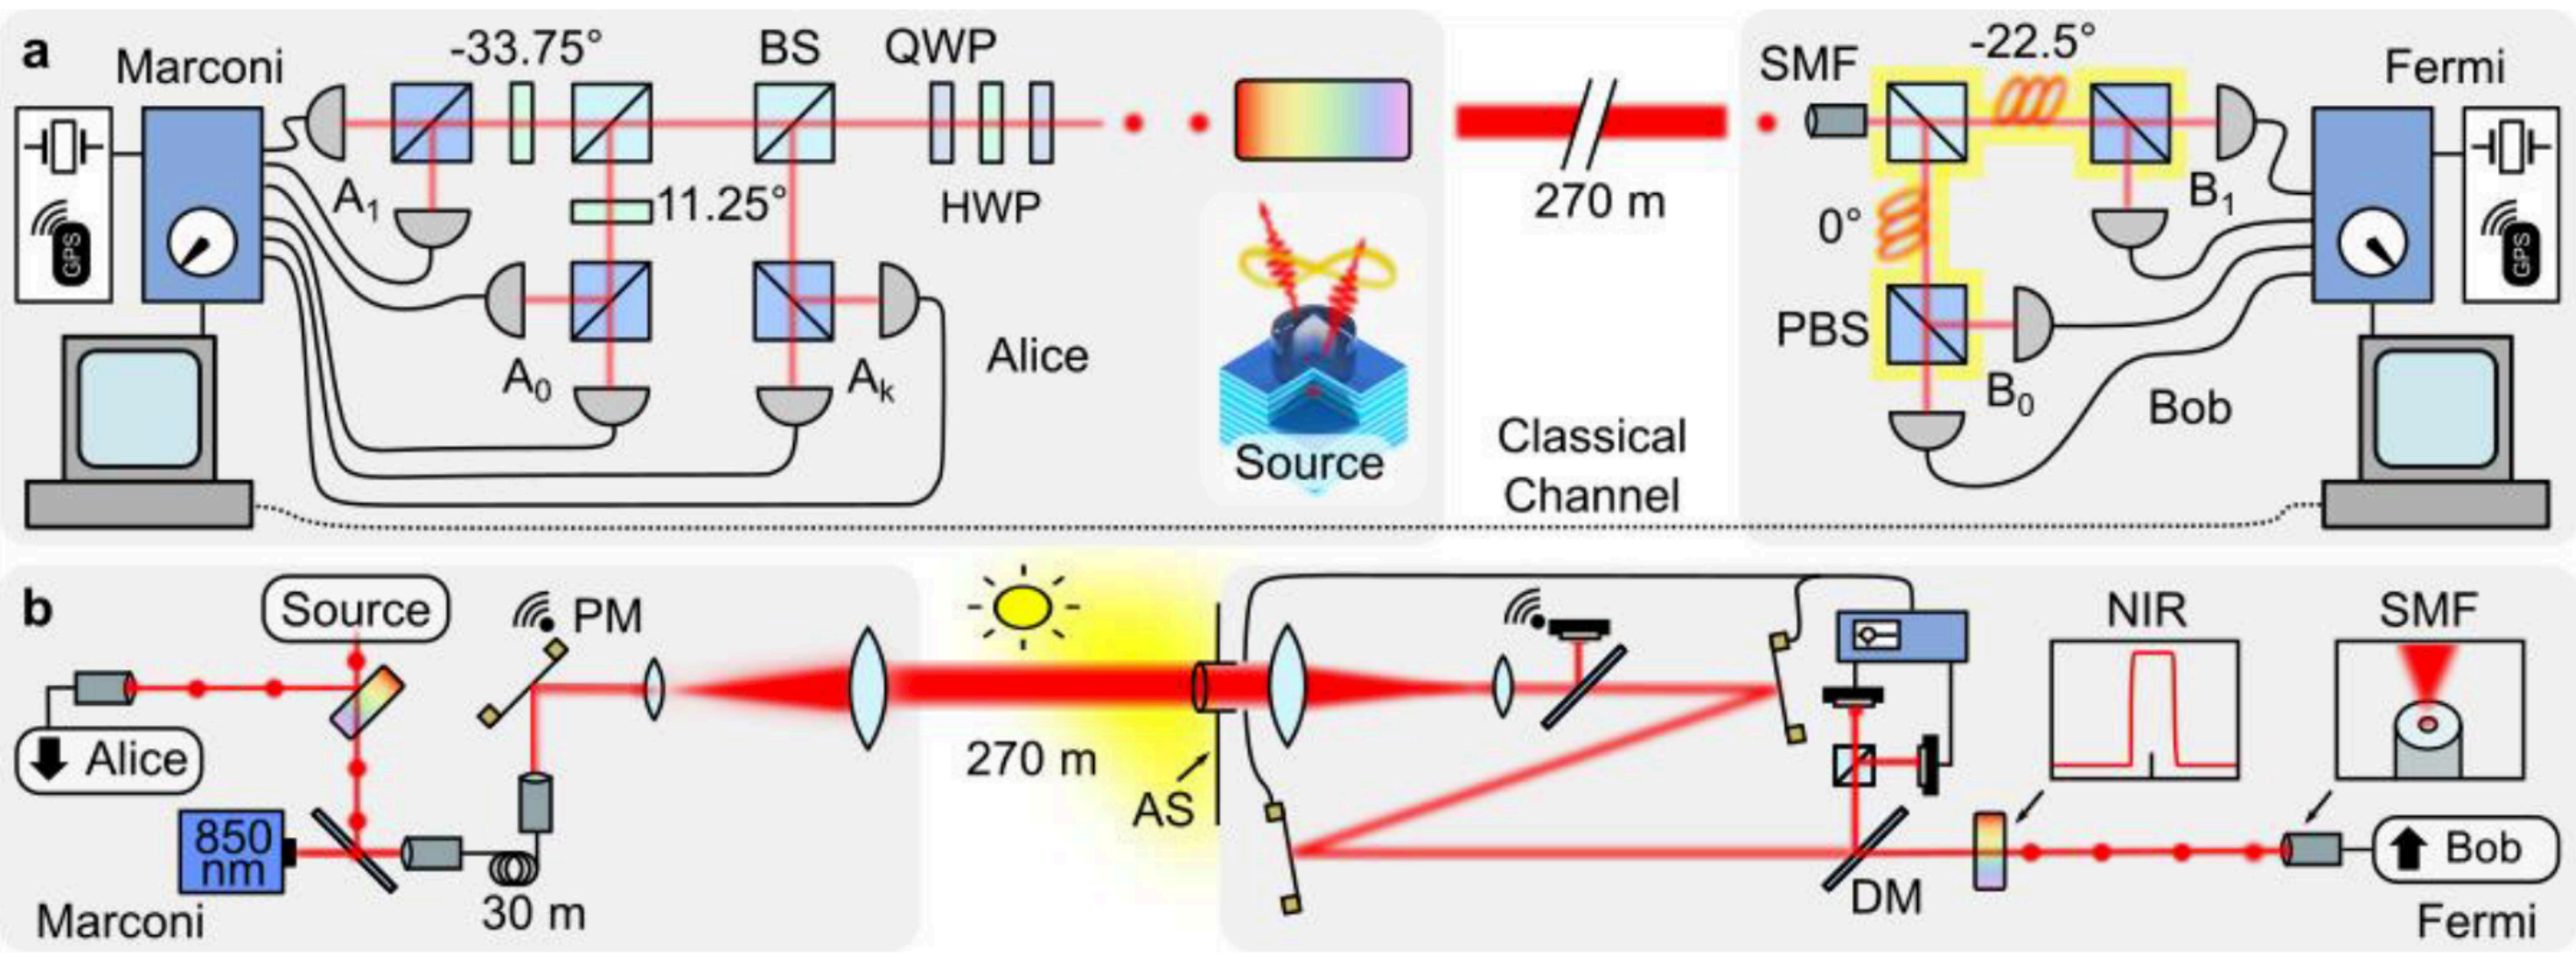 a
Marconi
-33.75°
BS
QWP
SMF
-22.5°
Fermi
GPS
A1
11.25°
HWP
270 m
0°
B1
GPS
A0
Ak
Alice
Source
Classical
Channel
PBS
B0
Bob
b
Source
PM
NIR
SMF
Alice
270 m
AS
850
nm
30 m
Marconi
DM
Bob
Fermi